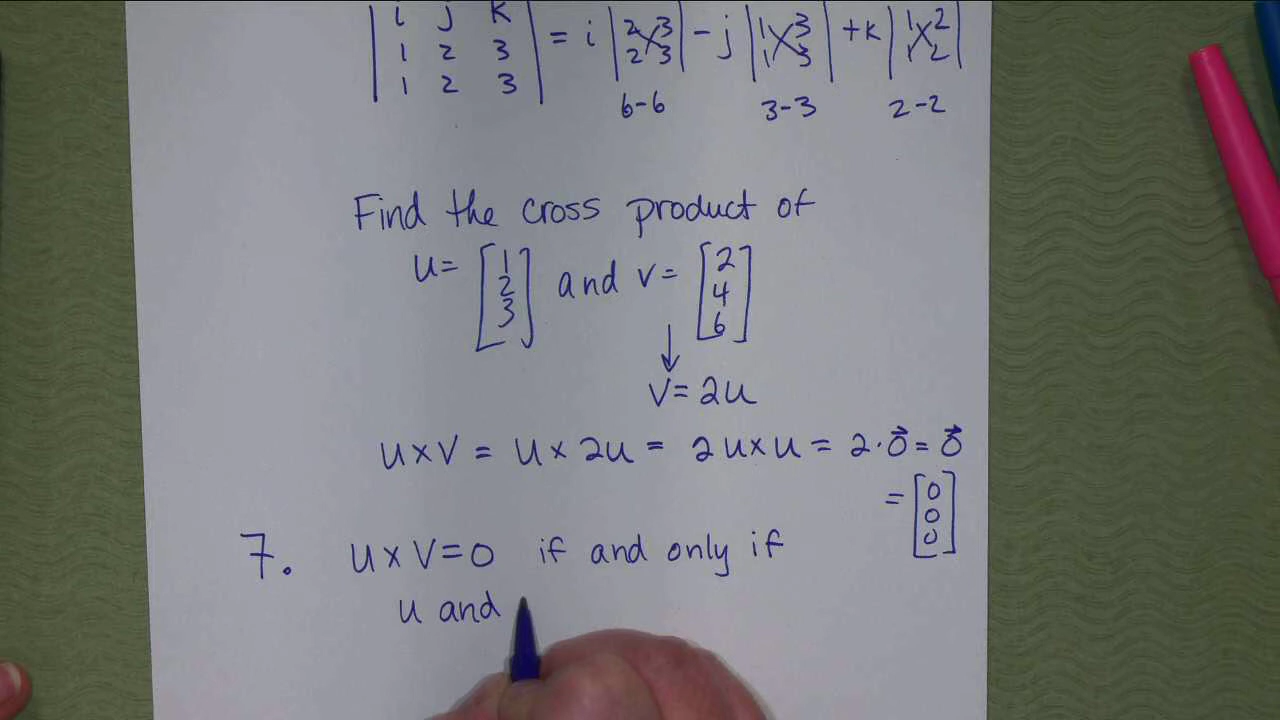 | i j k |
| 1 2 3 | = i | 2 3 | - j | 1 3 | + k | 1 2 |
| 1 2 3 |     | 2 3 |     | 1 3 |     | 1 2 |
6-6 3-3 2-2
Find the cross product of
u = [1 2 3] and v = [2 4 6]
↓
v = 2u
u × v = u × 2u = 2u × u = 2 · 0⃗ = 0⃗
= [0 0 0]
7. u × v = 0 if and only if
u and